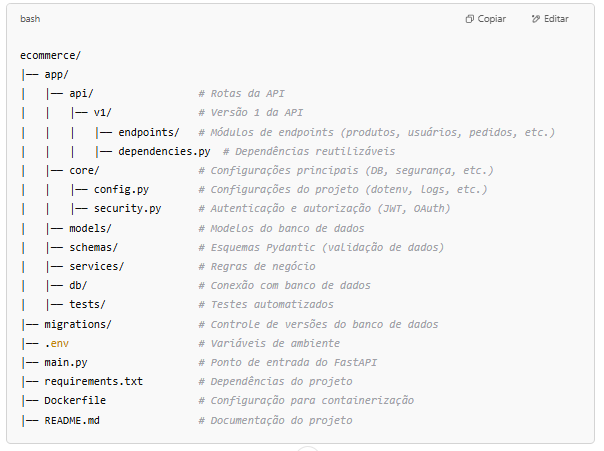 bash Copiar Editar
ecommerce/
|── app/
|   |── api/                 # Rotas da API
|   |   |── v1/              # Versão 1 da API
|   |   |   |── endpoints/   # Módulos de endpoints (produtos, usuários, pedidos, etc.)
|   |   |   |── dependencies.py  # Dependências reutilizáveis
|   |── core/                # Configurações principais (DB, segurança, etc.)
|   |   |── config.py        # Configurações do projeto (dotenv, logs, etc.)
|   |   |── security.py      # Autenticação e autorização (JWT, OAuth)
|   |── models/              # Modelos do banco de dados
|   |── schemas/             # Esquemas Pydantic (validação de dados)
|   |── services/            # Regras de negócio
|   |── db/                  # Conexão com banco de dados
|   |── tests/               # Testes automatizados
|── migrations/              # Controle de versões do banco de dados
|── .env                     # Variáveis de ambiente
|── main.py                  # Ponto de entrada do FastAPI
|── requirements.txt         # Dependências do projeto
|── Dockerfile               # Configuração para containerização
|── README.md                # Documentação do projeto